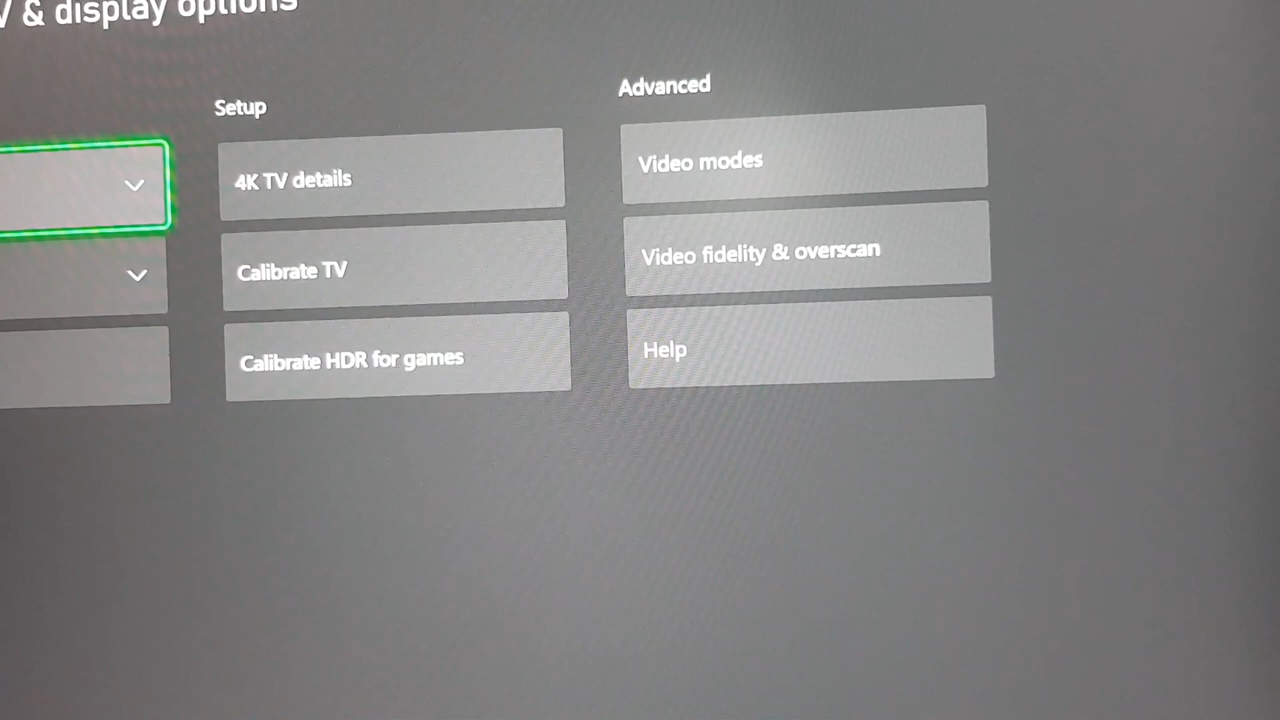 & display options
Setup
4K TV details
Calibrate TV
Calibrate HDR for games
Advanced
Video modes
Video fidelity & overscan
Help